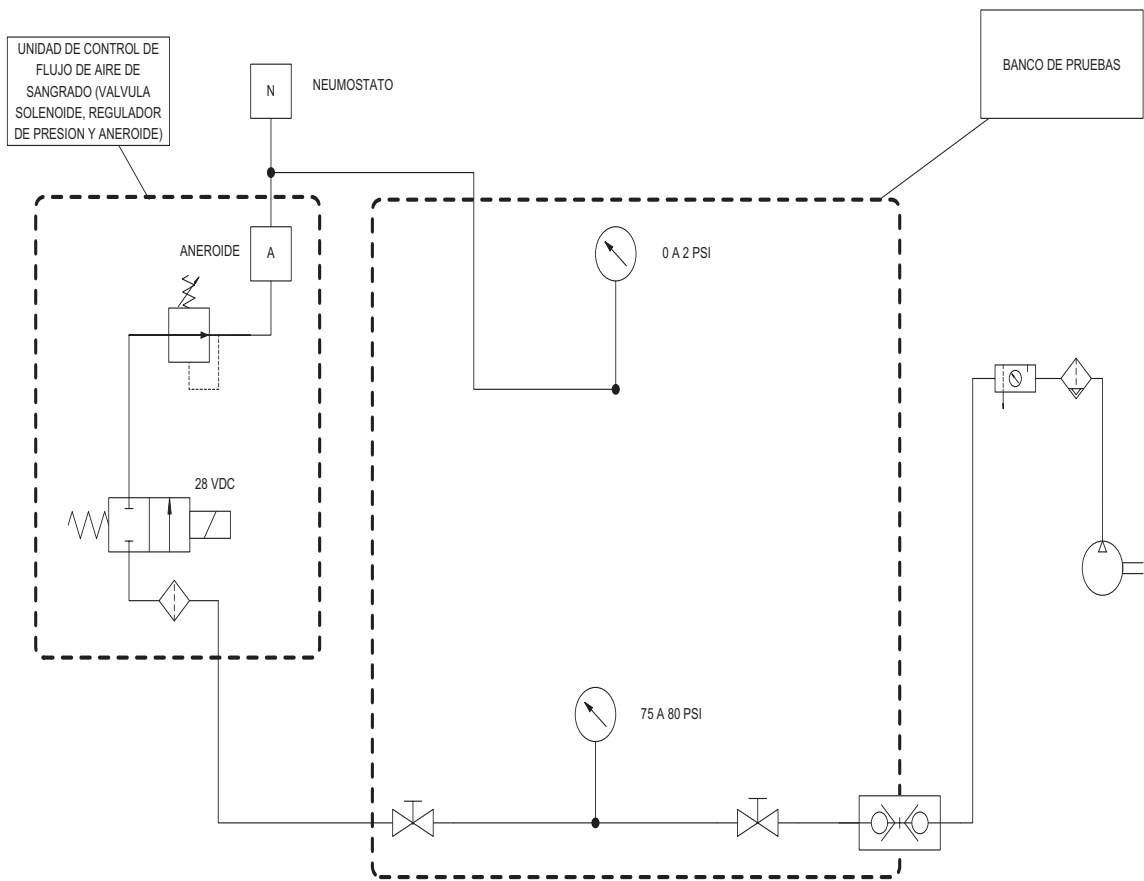 UNIDAD DE CONTROL DE
FLUJO DE AIRE DE
SANGRADO (VALVULA
SOLENOIDE, REGULADOR
DE PRESION Y ANEROIDE)
N
NEUMOSTATO
BANCO DE PRUEBAS
ANEROIDE
A
0 A 2 PSI
28 VDC
75 A 80 PSI